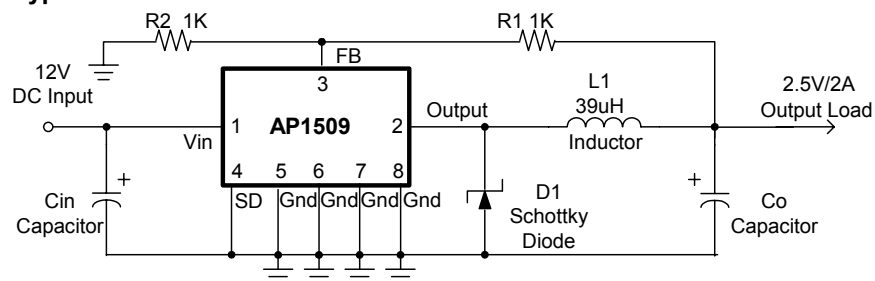 R2 1K
R1 1K
FB
3
12V
DC Input
L1
39uH
Inductor
2.5V/2A
Output Load
Output
Vin
1
AP1509
2
4
5
6
7
8
SD
Gnd
Gnd
Gnd
Gnd
+
Cin
Capacitor
D1
Schottky
Diode
+
Co
Capacitor